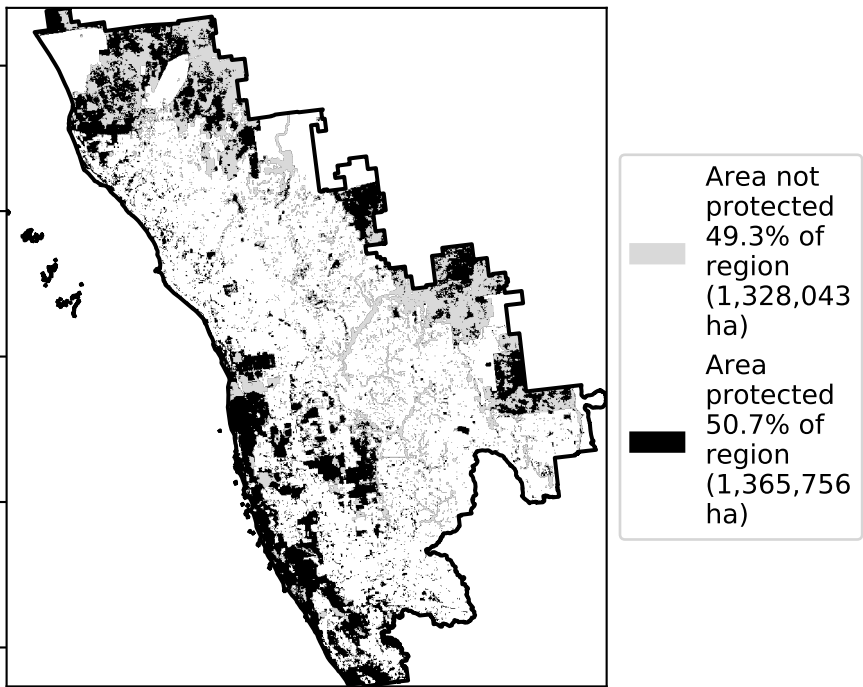 Area not
protected
49.3% of
region
(1,328,043
ha)
Area
protected
50.7% of
region
(1,365,756
ha)